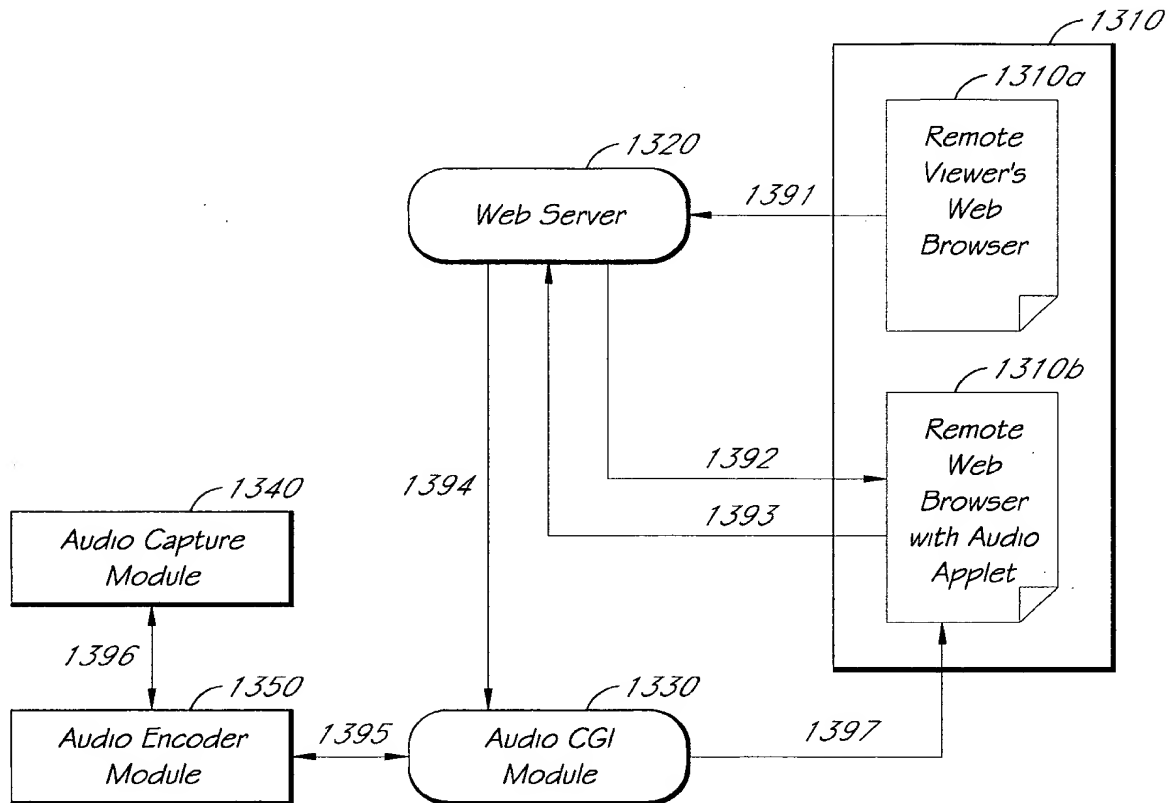 1310
1310a
Remote
Viewer's
Web
Browser
1320
Web Server
1391
1310b
Remote
Web
Browser
with Audio
Applet
1392
1393
1394
1340
Audio Capture
Module
1396
1350
Audio Encoder
Module
1395
1330
Audio CGI
Module
1397